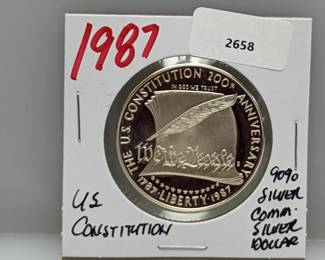 1987
2658
THE U.S. CONSTITUTION 200TH ANNIVERSARY
IN GOD WE TRUST
We the People
1787 · LIBERTY · 1987
US
CONSTITUTION
90%
SILVER
COMM.
SILVER
DOLLAR